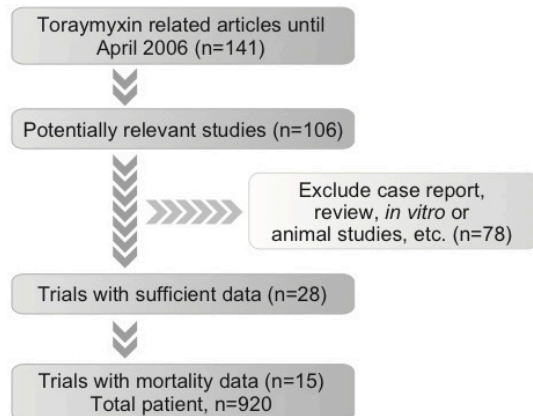 Toraymyxin related articles until
April 2006 (n=141)
Potentially relevant studies (n=106)
Exclude case report,
review, in vitro or
animal studies, etc. (n=78)
Trials with sufficient data (n=28)
Trials with mortality data (n=15)
Total patient, n=920